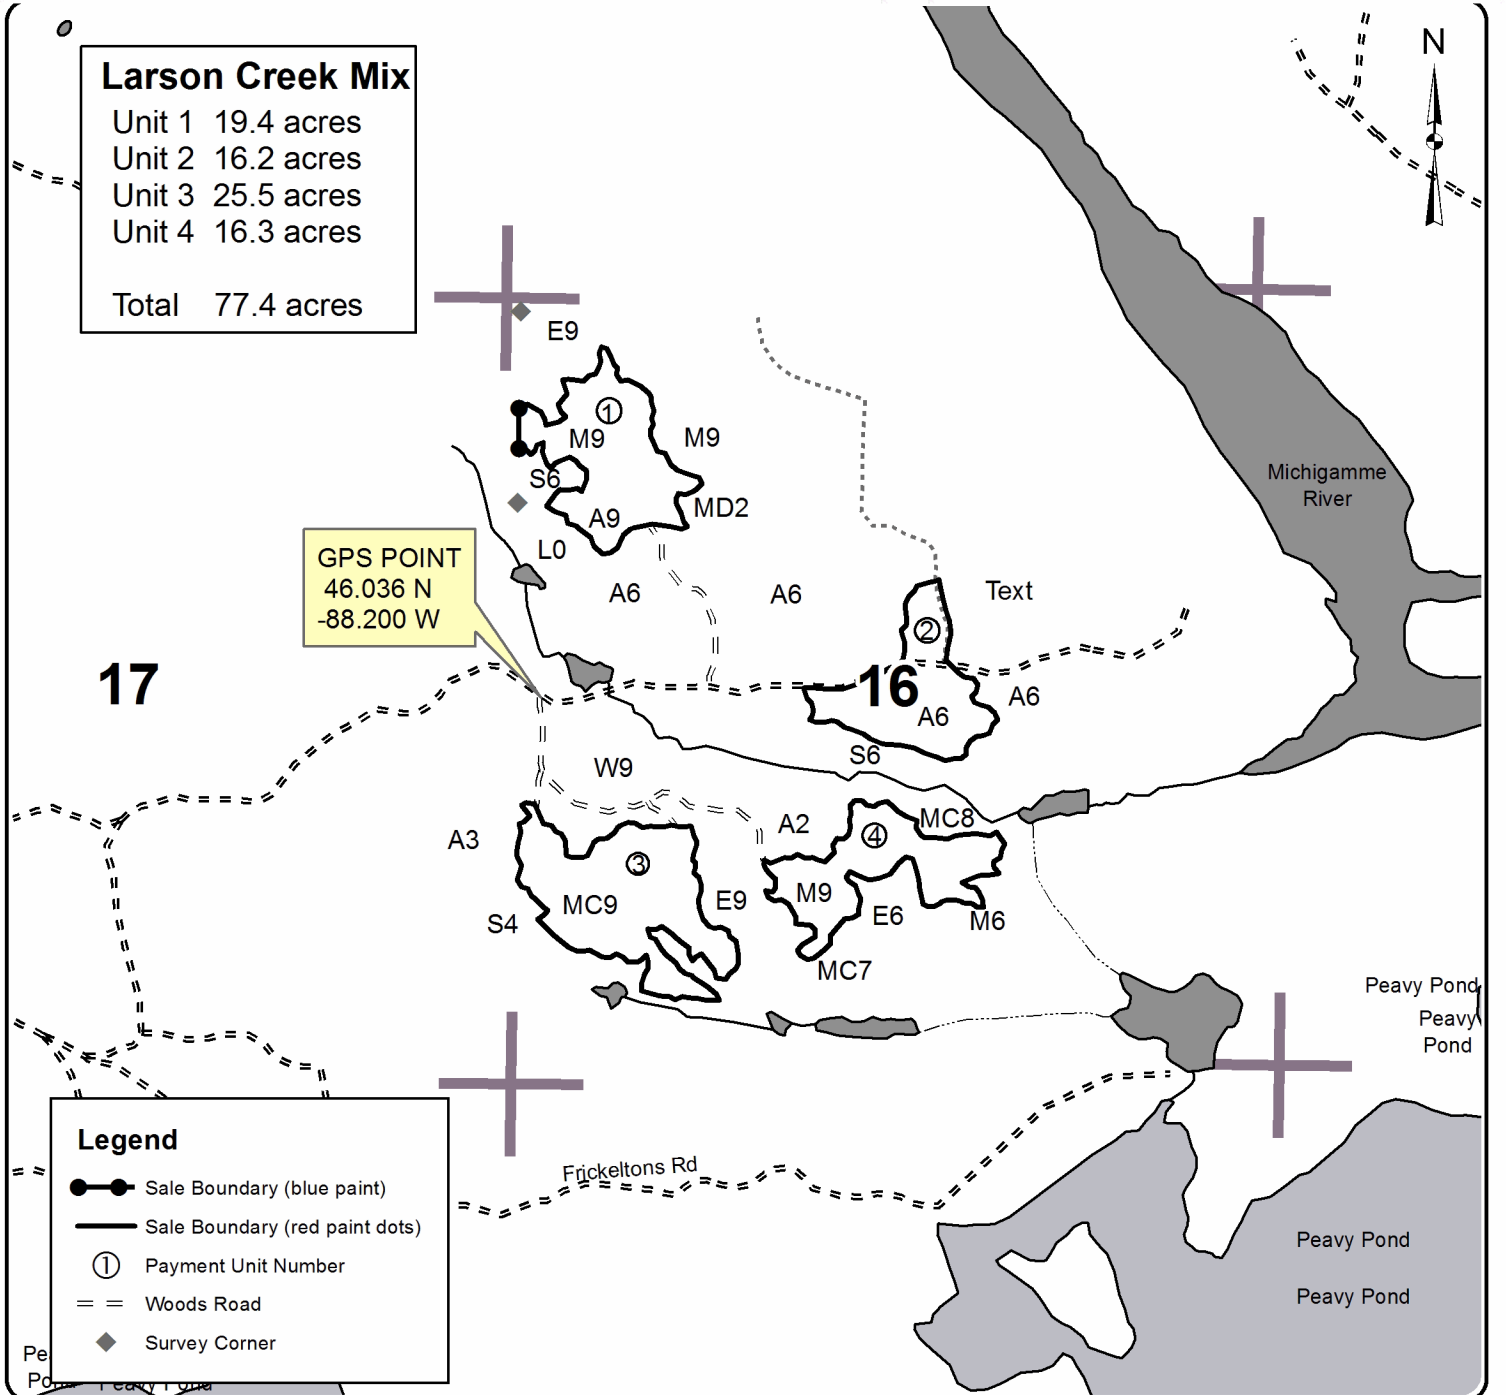 N
Larson Creek Mix
Unit 1 19.4 acres
Unit 2 16.2 acres
Unit 3 25.5 acres
Unit 4 16.3 acres
Total 77.4 acres
E9
1
M9
M9
S6
MD2
A9
L0
Michigamme
River
GPS POINT
46.036 N
-88.200 W
A6
A6
Text
2
17
16
A6
A6
S6
W9
A3
A2
4
MC8
3
MC9
E9
M9
E6
M6
S4
MC7
Peavy Pond
Peavy
Pond
Frickeltons Rd
Legend
Sale Boundary (blue paint)
Sale Boundary (red paint dots)
1 Payment Unit Number
Woods Road
Survey Corner
Peavy Pond
Peavy Pond